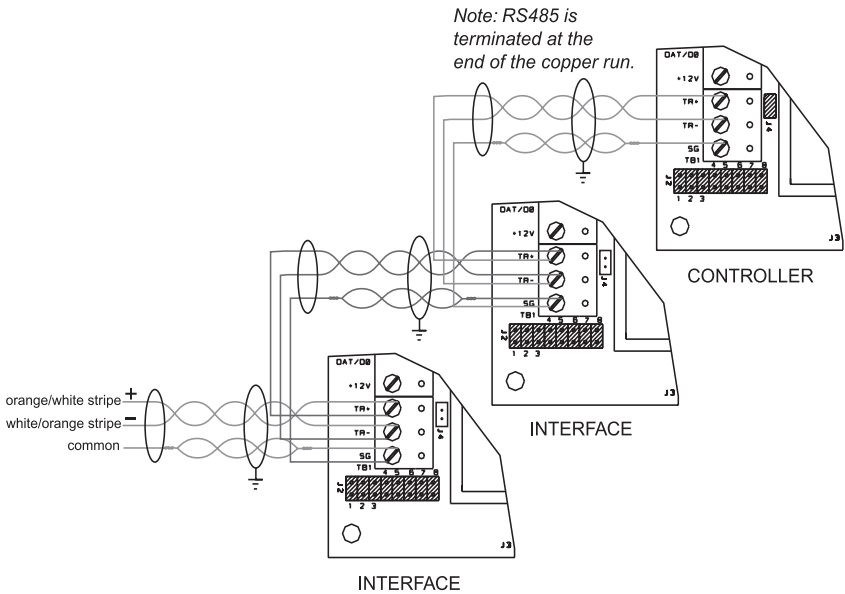 Note: RS485 is
terminated at the
end of the copper run.
DAT/D0
+12V
TR+
TR-
SG
TB1
4 5 6 7 8
J4
J2
1 2 3
J3
CONTROLLER
DAT/D0
+12V
TR+
TR-
SG
TB1
4 5 6 7 8
J4
J2
1 2 3
J3
INTERFACE
DAT/D0
+12V
TR+
TR-
SG
TB1
4 5 6 7 8
J4
J2
1 2 3
J3
INTERFACE
orange/white stripe +
white/orange stripe −
common